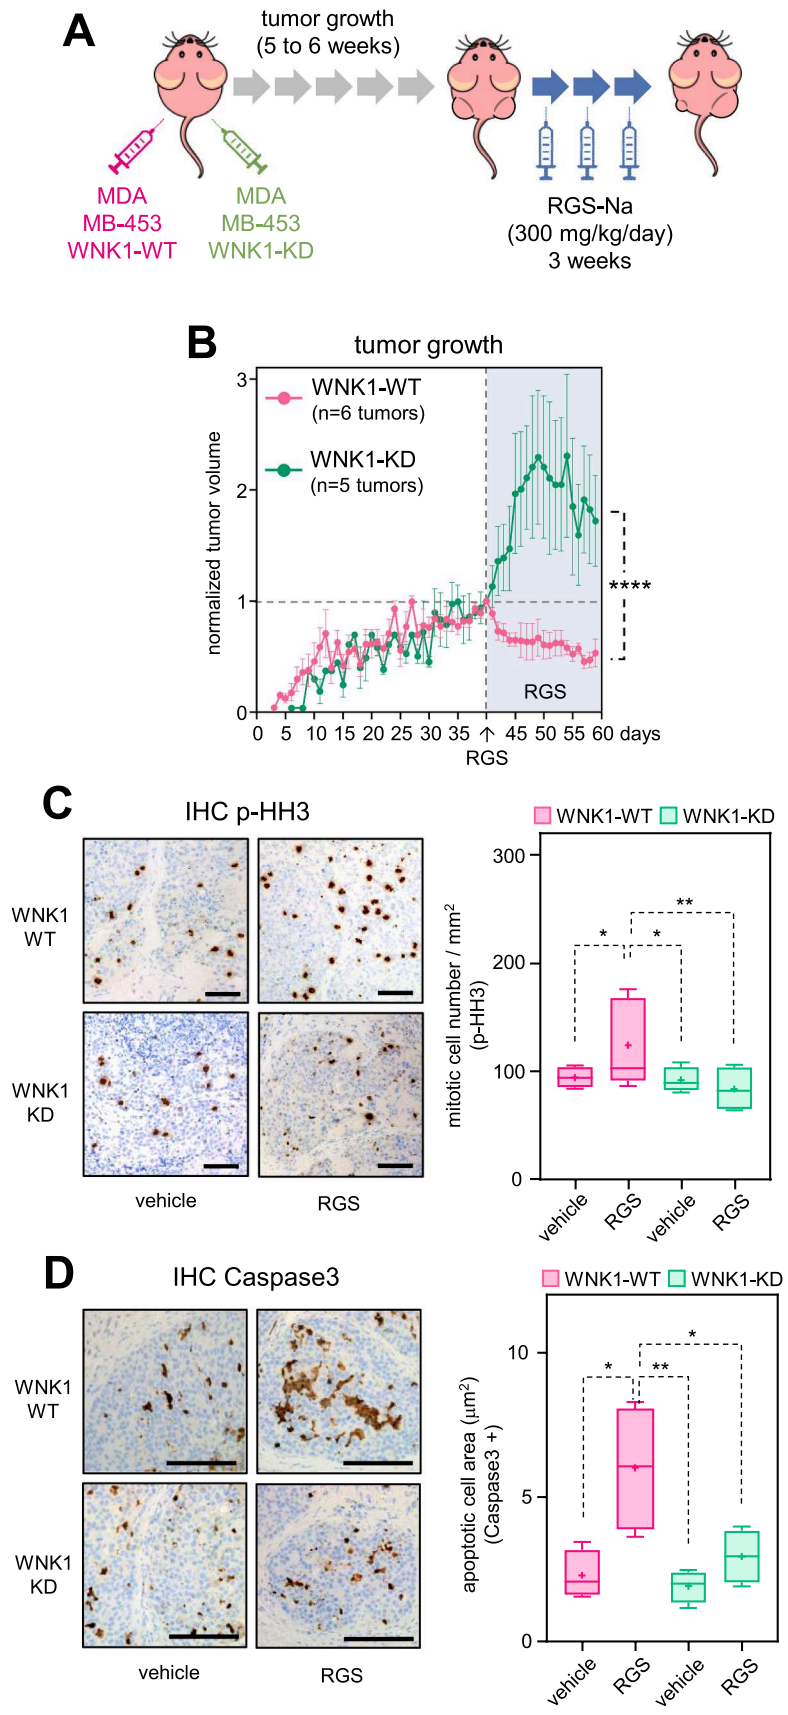 A
tumor growth
(5 to 6 weeks)
MDA
MB-453
WNK1-WT
MDA
MB-453
WNK1-KD
RGS-Na
(300 mg/kg/day)
3 weeks
B
tumor growth
normalized tumor volume
3
2
1
0
WNK1-WT
(n=6 tumors)
WNK1-KD
(n=5 tumors)
****
RGS
0 5 10 15 20 25 30 35 ↑ 45 50 55 60 days
RGS
C
IHC p-HH3
WNK1
WT
WNK1
KD
vehicle
RGS
WNK1-WT WNK1-KD
mitotic cell number / mm²
(p-HH3)
300
200
100
0
* * **
vehicle RGS vehicle RGS
D
IHC Caspase3
WNK1
WT
WNK1
KD
vehicle
RGS
WNK1-WT WNK1-KD
apoptotic cell area (μm²)
(Caspase3 +)
10
5
0
* ** *
vehicle RGS vehicle RGS